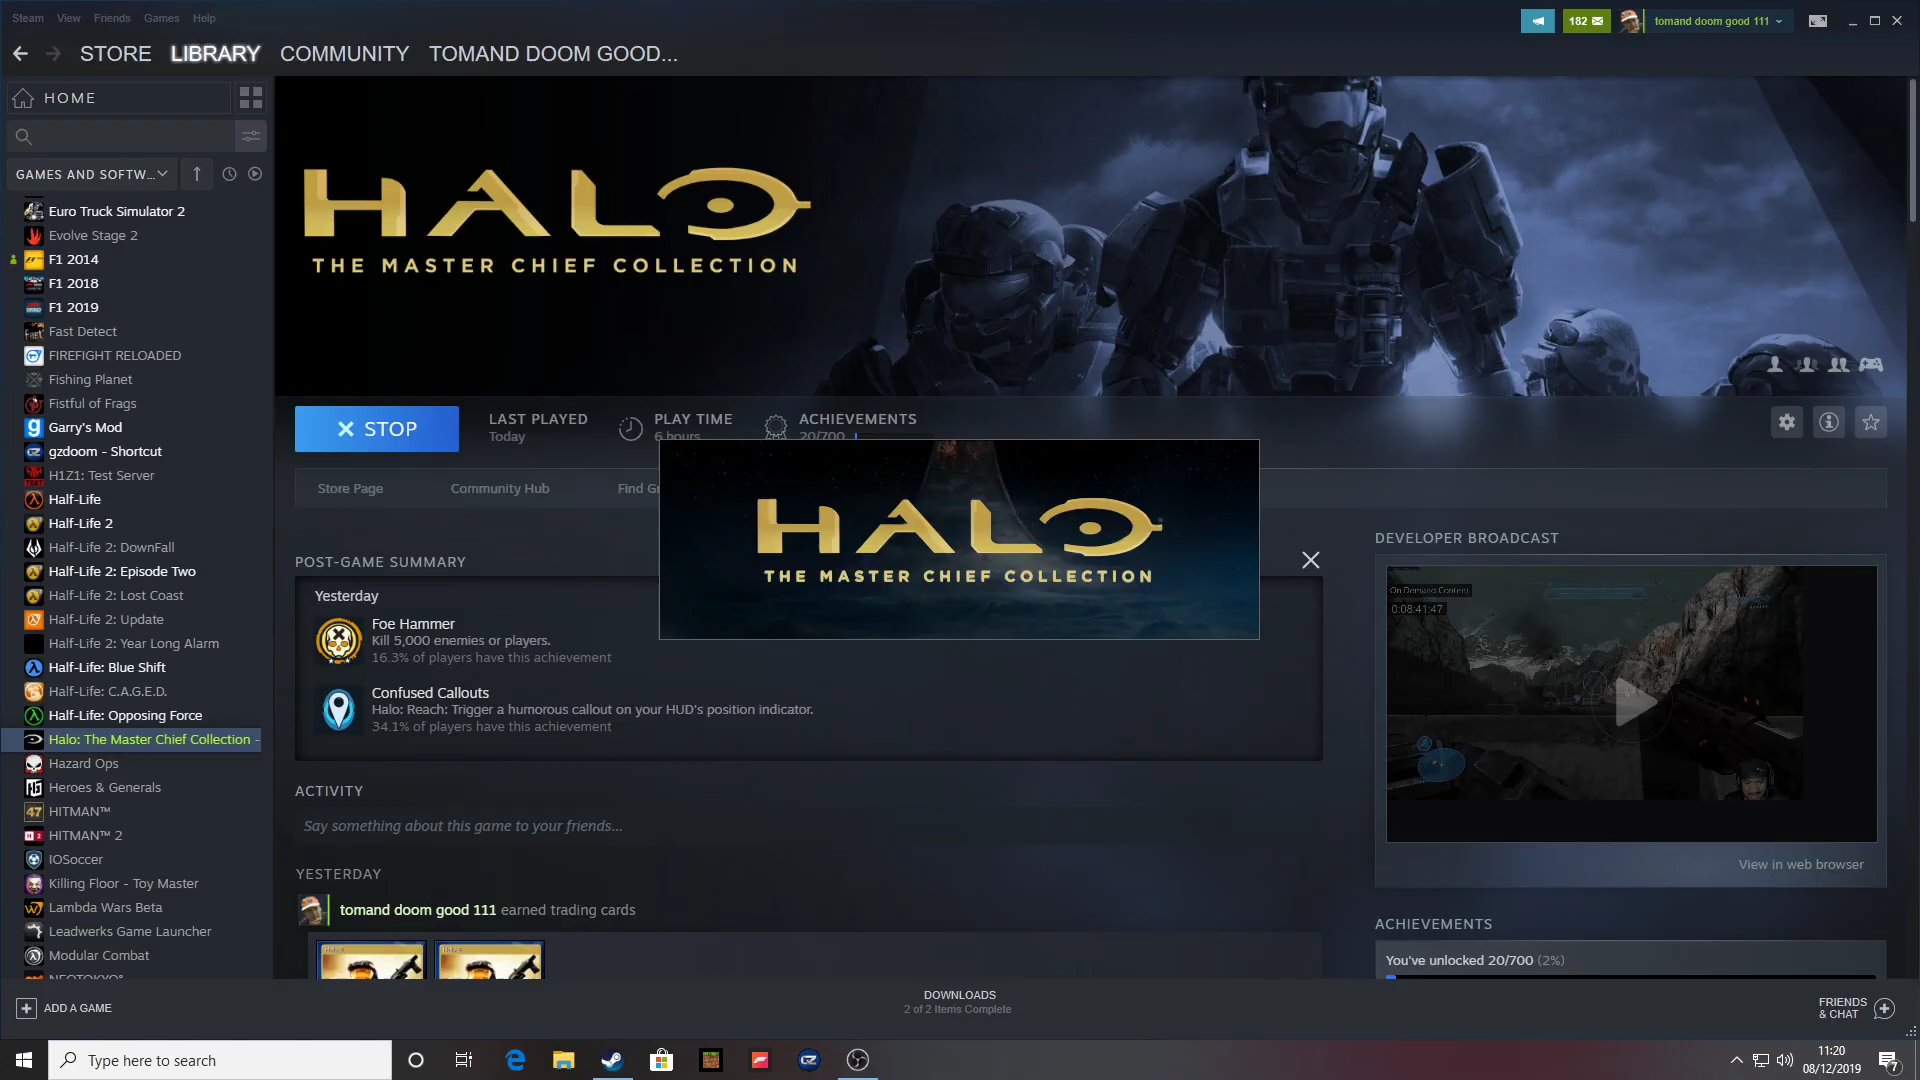 Steam View Friends Games Help
182
tomand doom good 111
STORE LIBRARY COMMUNITY TOMAND DOOM GOOD...
HOME
GAMES AND SOFTW...
Euro Truck Simulator 2
Evolve Stage 2
F1 2014
F1 2018
F1 2019
Fast Detect
FIREFIGHT RELOADED
Fishing Planet
Fistful of Frags
Garry's Mod
gzdoom - Shortcut
H1Z1: Test Server
Half-Life
Half-Life 2
Half-Life 2: DownFall
Half-Life 2: Episode Two
Half-Life 2: Lost Coast
Half-Life 2: Update
Half-Life 2: Year Long Alarm
Half-Life: Blue Shift
Half-Life: C.A.G.E.D.
Half-Life: Opposing Force
Halo: The Master Chief Collection -
Hazard Ops
Heroes & Generals
HITMAN™
HITMAN™ 2
IOSoccer
Killing Floor - Toy Master
Lambda Wars Beta
Leadwerks Game Launcher
Modular Combat
NEOTOKYO°
ADD A GAME
HALO
THE MASTER CHIEF COLLECTION
STOP
LAST PLAYED
Today
PLAY TIME
6 hours
ACHIEVEMENTS
20/700
Store Page Community Hub Find Gr
HALO
THE MASTER CHIEF COLLECTION
POST-GAME SUMMARY
Yesterday
Foe Hammer
Kill 5,000 enemies or players.
16.3% of players have this achievement
Confused Callouts
Halo: Reach: Trigger a humorous callout on your HUD's position indicator.
34.1% of players have this achievement
ACTIVITY
Say something about this game to your friends...
YESTERDAY
tomand doom good 111 earned trading cards
DEVELOPER BROADCAST
On Demand Content
0:08:41:47
View in web browser
ACHIEVEMENTS
You've unlocked 20/700 (2%)
DOWNLOADS
2 of 2 Items Complete
FRIENDS
& CHAT
Type here to search
11:20
08/12/2019
7